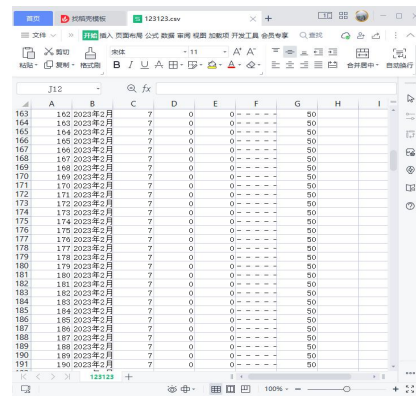 首页 找稿壳模板 123123.csv × +
三 文件 开始 插入 页面布局 公式 数据 审阅 视图 加载项 开发工具 会员专享 查找
粘贴 剪切 复制 格式刷 宋体 11 A⁺ A⁻ B I U A 合并居中 自动换行
J12 fx
A B C D E F G H I
163 162 2023年2月 7 0 0 - - - - - 50
164 163 2023年2月 7 0 0 - - - - - 50
165 164 2023年2月 7 0 0 - - - - - 50
166 165 2023年2月 7 0 0 - - - - - 50
167 166 2023年2月 7 0 0 - - - - - 50
168 167 2023年2月 7 0 0 - - - - - 50
169 168 2023年2月 7 0 0 - - - - - 50
170 169 2023年2月 7 0 0 - - - - - 50
171 170 2023年2月 7 0 0 - - - - - 50
172 171 2023年2月 7 0 0 - - - - - 50
173 172 2023年2月 7 0 0 - - - - - 50
174 173 2023年2月 7 0 0 - - - - - 50
175 174 2023年2月 7 0 0 - - - - - 50
176 175 2023年2月 7 0 0 - - - - - 50
177 176 2023年2月 7 0 0 - - - - - 50
178 177 2023年2月 7 0 0 - - - - - 50
179 178 2023年2月 7 0 0 - - - - - 50
180 179 2023年2月 7 0 0 - - - - - 50
181 180 2023年2月 7 0 0 - - - - - 50
182 181 2023年2月 7 0 0 - - - - - 50
183 182 2023年2月 7 0 0 - - - - - 50
184 183 2023年2月 7 0 0 - - - - - 50
185 184 2023年2月 7 0 0 - - - - - 50
186 185 2023年2月 7 0 0 - - - - - 50
187 186 2023年2月 7 0 0 - - - - - 50
188 187 2023年2月 7 0 0 - - - - - 50
189 188 2023年2月 7 0 0 - - - - - 50
190 189 2023年2月 7 0 0 - - - - - 50
191 190 2023年2月 7 0 0 - - - - - 50
123123 +
100%